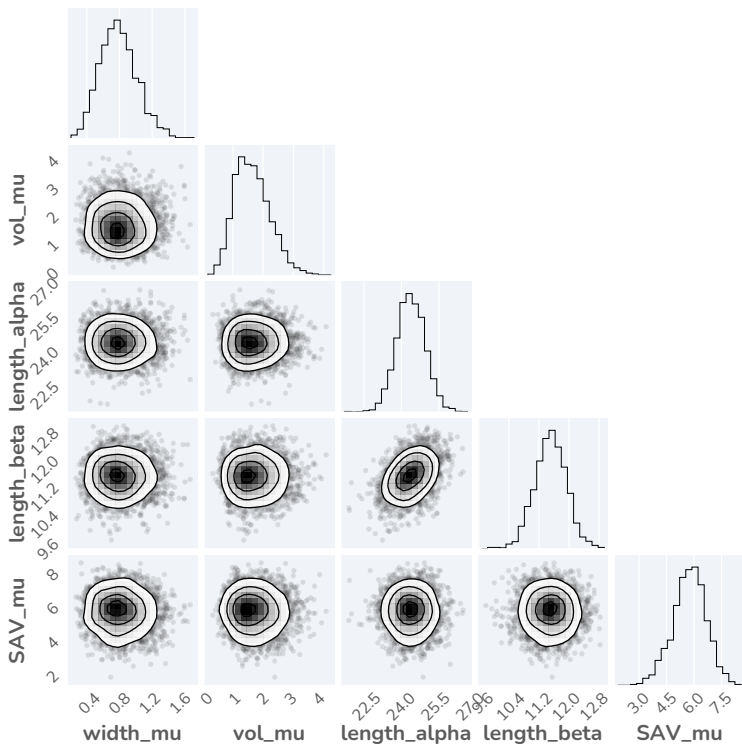 vol_mu
4
3
2
1
0
length_alpha
27.0
25.5
24.0
22.5
length_beta
12.8
12.0
11.2
10.4
9.6
SAV_mu
8
6
4
2
0.4 0.8 1.2 1.6
0 1 2 3 4
22.5 24.0 25.5 27.0
9.6 10.4 11.2 12.0 12.8
3.0 4.5 6.0 7.5
width_mu vol_mu length_alpha length_beta SAV_mu